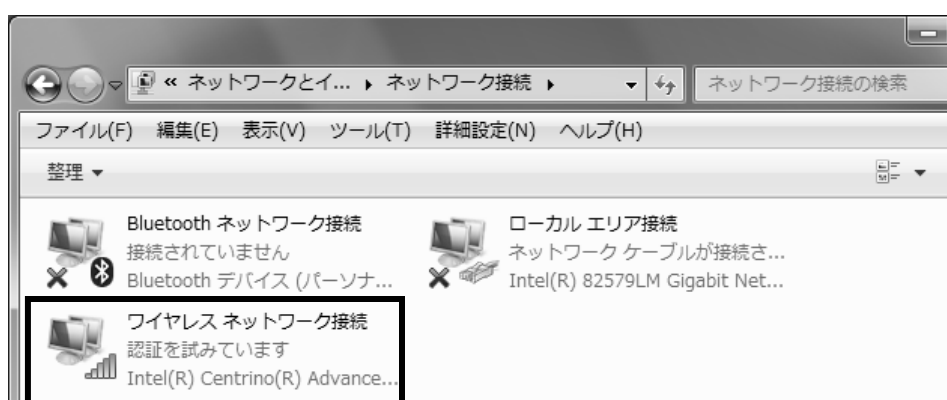 « ネットワークとイ... ▸ ネットワーク接続 ▸ ネットワーク接続の検索
ファイル(F) 編集(E) 表示(V) ツール(T) 詳細設定(N) ヘルプ(H)
整理
Bluetooth ネットワーク接続
接続されていません
Bluetooth デバイス (パーソナ...
ローカル エリア接続
ネットワーク ケーブルが接続さ...
Intel(R) 82579LM Gigabit Net...
ワイヤレス ネットワーク接続
認証を試みています
Intel(R) Centrino(R) Advance...